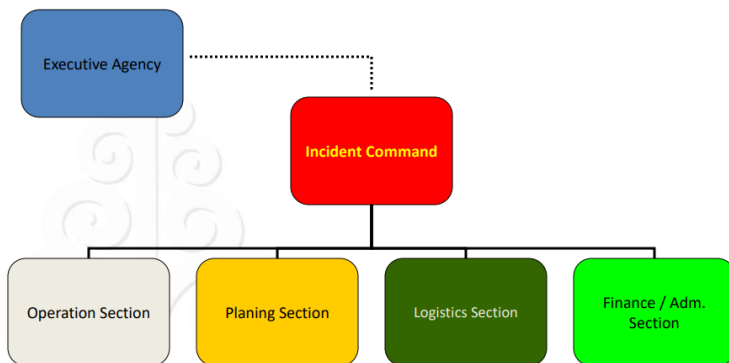 Executive Agency
Incident Command
Operation Section
Planing Section
Logistics Section
Finance / Adm.
Section